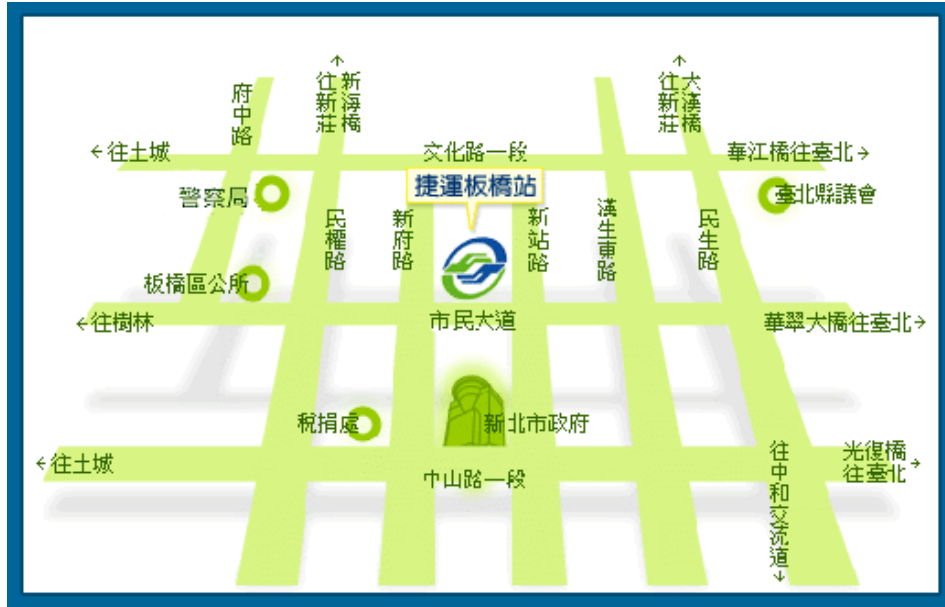 府中路
↑往新莊
新海橋
↑往新莊
大漢橋
←往土城
文化路一段
華江橋往臺北→
捷運板橋站
警察局
臺北縣議會
民權路
新府路
新站路
漢生東路
民生路
板橋區公所
←往樹林
市民大道
華翠大橋往臺北→
稅捐處
新北市政府
←往土城
中山路一段
往中和交流道↓
光復橋
往臺北→